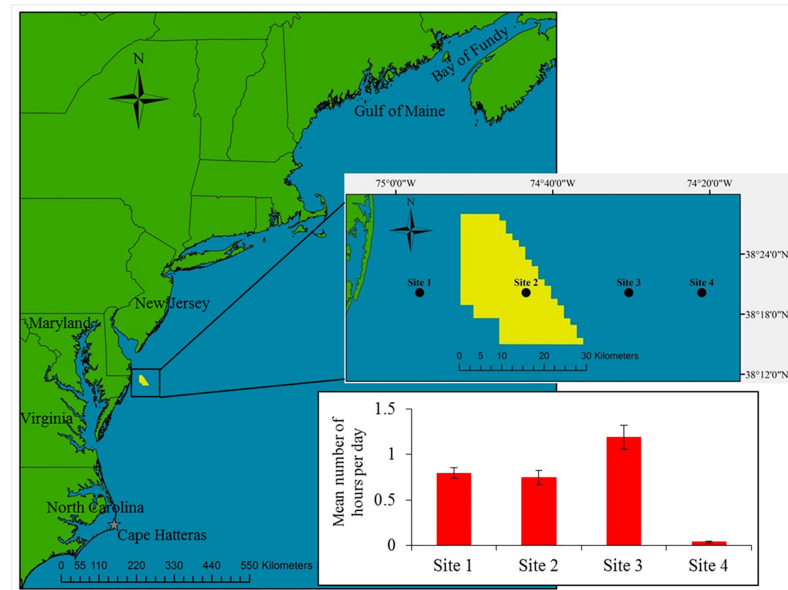 Bay of Fundy
N
Gulf of Maine
75°0'0"W 74°40'0"W 74°20'0"W
N
38°24'0"N
Site 1 Site 2 Site 3 Site 4
New Jersey
38°18'0"N
Maryland
0 5 10 20 30 Kilometers
38°12'0"N
Virginia
1.5
1
0.5
0
Mean number of
hours per day
Site 1 Site 2 Site 3 Site 4
North Carolina
Cape Hatteras
0 55 110 220 330 440 550 Kilometers